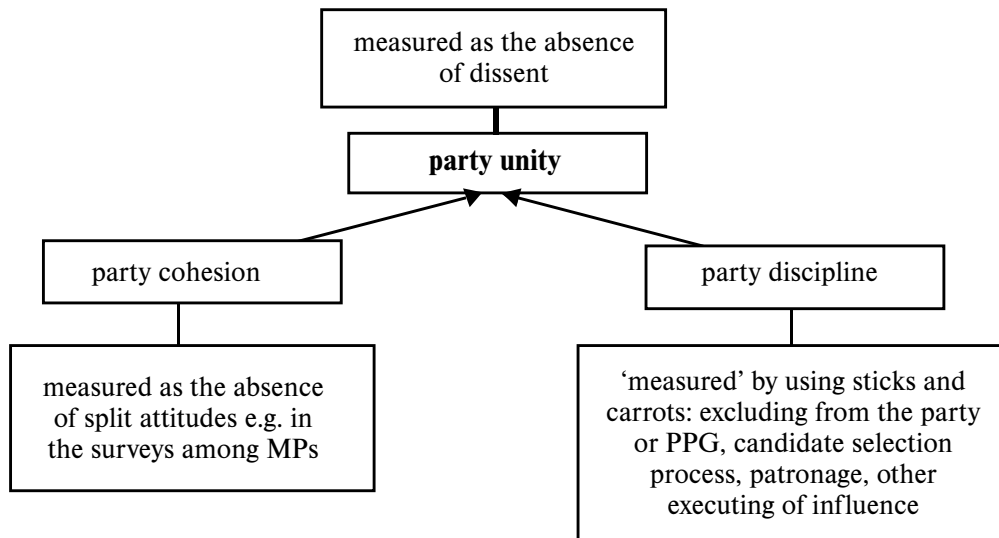 measured as the absence
of dissent
party unity
party cohesion
party discipline
measured as the absence
of split attitudes e.g. in
the surveys among MPs
‘measured’ by using sticks and
carrots: excluding from the party
or PPG, candidate selection
process, patronage, other
executing of influence